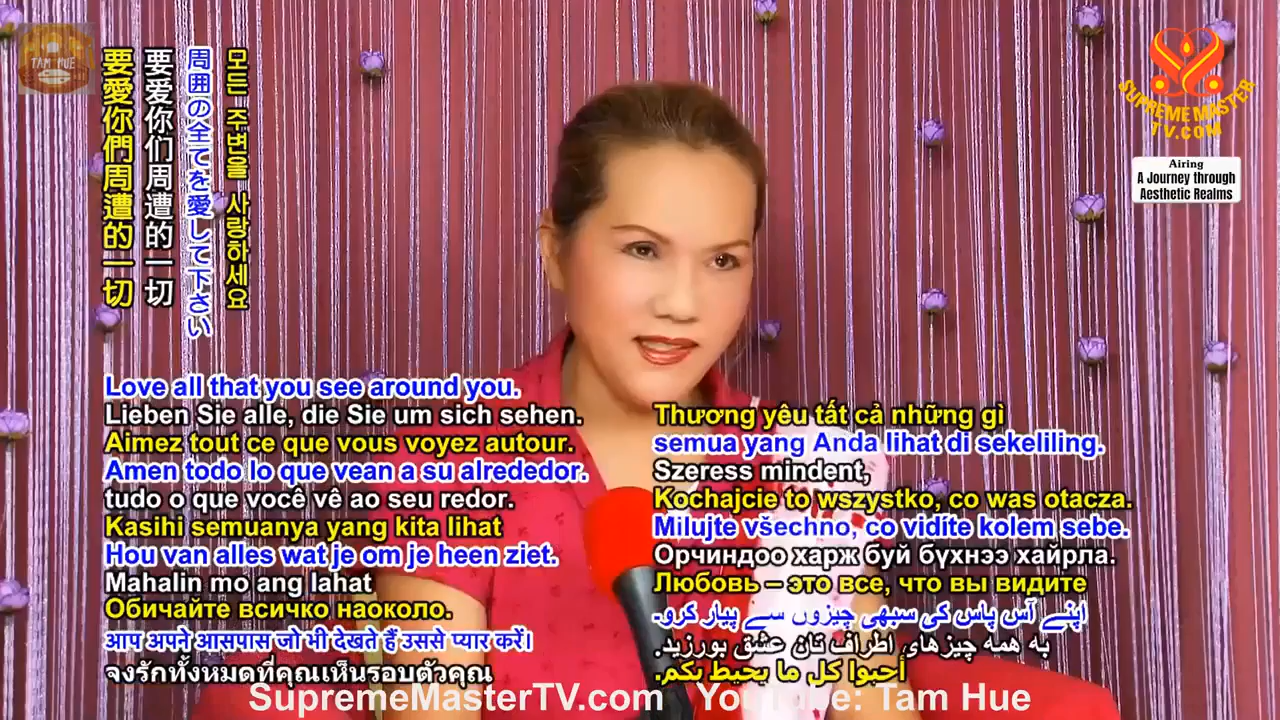 TAM HUE
要愛你們周遭的一切
要爱你们周遭的一切
周囲の全てを愛して下さい
모든 주변을 사랑하세요
SUPREME MASTER
TV.COM
Airing
A Journey through
Aesthetic Realms
Love all that you see around you.
Lieben Sie alle, die Sie um sich sehen.
Aimez tout ce que vous voyez autour.
Amen todo lo que vean a su alrededor.
tudo o que você vê ao seu redor.
Kasihi semuanya yang kita lihat
Hou van alles wat je om je heen ziet.
Mahalin mo ang lahat
Обичайте всичко наоколо.
आप अपने आसपास जो भी देखते हैं उससे प्यार करें।
จงรักทั้งหมดที่คุณเห็นรอบตัวคุณ
Thương yêu tất cả những gì
semua yang Anda lihat di sekeliling.
Szeress mindent,
Kochajcie to wszystko, co was otacza.
Milujte všechno, co vidíte kolem sebe.
Орчиндоо харж буй бүхнээ хайрла.
Любовь – это все, что вы видите
اپنے آس پاس کی سبھی چیزوں سے پیار کرو.
به همه چیزهای اطراف تان عشق بورزید.
أحبوا كل ما يحيط بكم.
SupremeMasterTV.com YouTube: Tam Hue